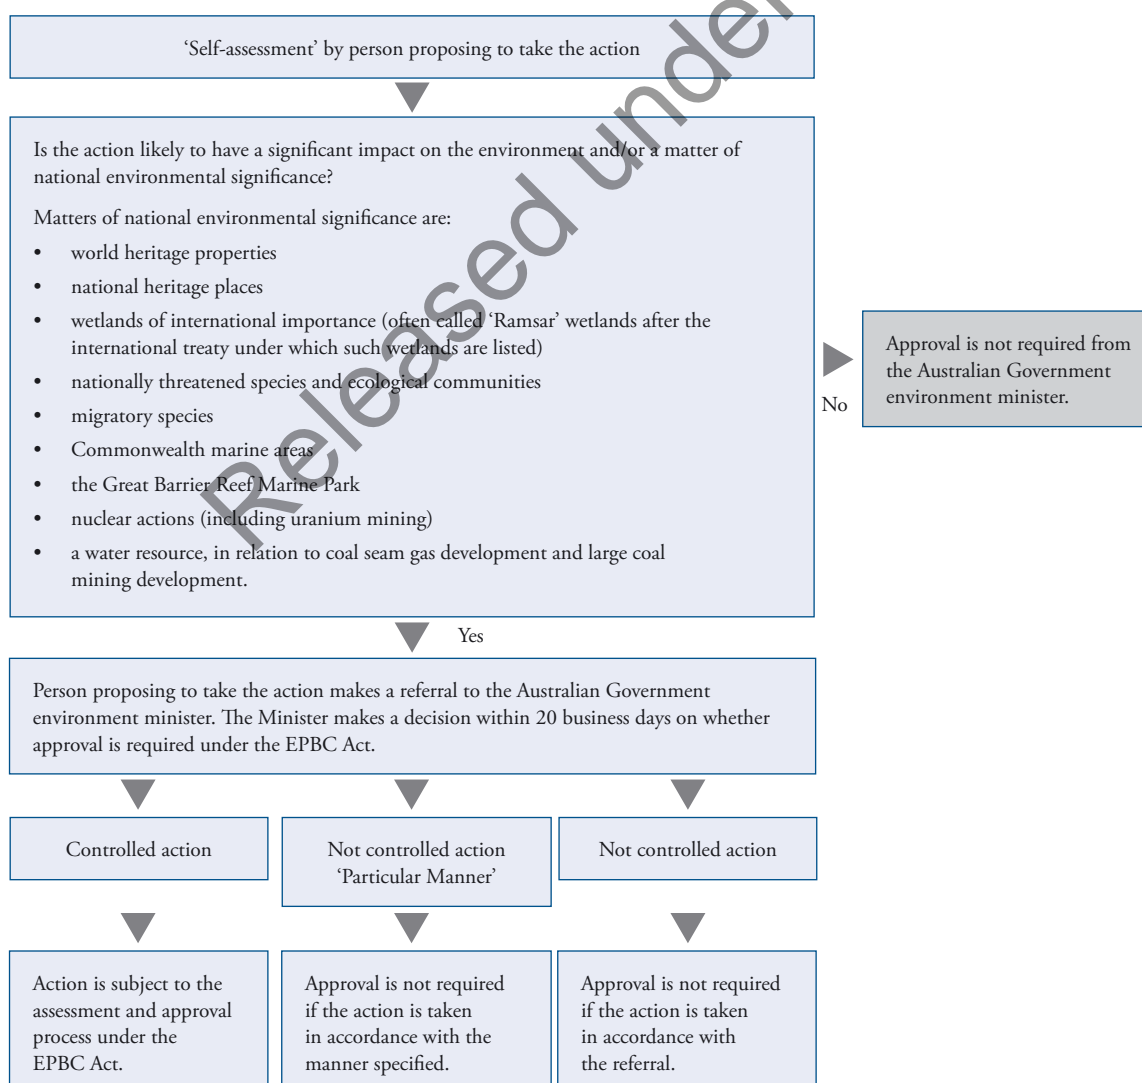 ‘Self-assessment’ by person proposing to take the action
Is the action likely to have a significant impact on the environment and/or a matter of
national environmental significance?
Matters of national environmental significance are:
• world heritage properties
• national heritage places
• wetlands of international importance (often called ‘Ramsar’ wetlands after the
international treaty under which such wetlands are listed)
• nationally threatened species and ecological communities
• migratory species
• Commonwealth marine areas
• the Great Barrier Reef Marine Park
• nuclear actions (including uranium mining)
• a water resource, in relation to coal seam gas development and large coal
mining development.
No
Approval is not required from
the Australian Government
environment minister.
Yes
Person proposing to take the action makes a referral to the Australian Government
environment minister. The Minister makes a decision within 20 business days on whether
approval is required under the EPBC Act.
Controlled action
Not controlled action
‘Particular Manner’
Not controlled action
Action is subject to the
assessment and approval
process under the
EPBC Act.
Approval is not required
if the action is taken
in accordance with the
manner specified.
Approval is not required
if the action is taken
in accordance with
the referral.
Released under